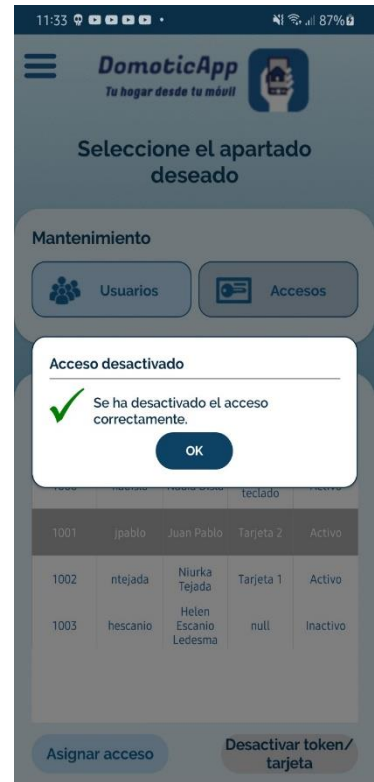 11:33
87%
DomoticApp
Tu hogar desde tu móvil
Seleccione el apartado
deseado
Mantenimiento
Usuarios
Accesos
Acceso desactivado
Se ha desactivado el acceso
correctamente.
OK
teclado
1001 jpablo Juan Pablo Tarjeta 2 Activo
1002 ntejada Niurka Tejada Tarjeta 1 Activo
1003 hescanio Helen Escanio Ledesma null Inactivo
Asignar acceso
Desactivar token/
tarjeta